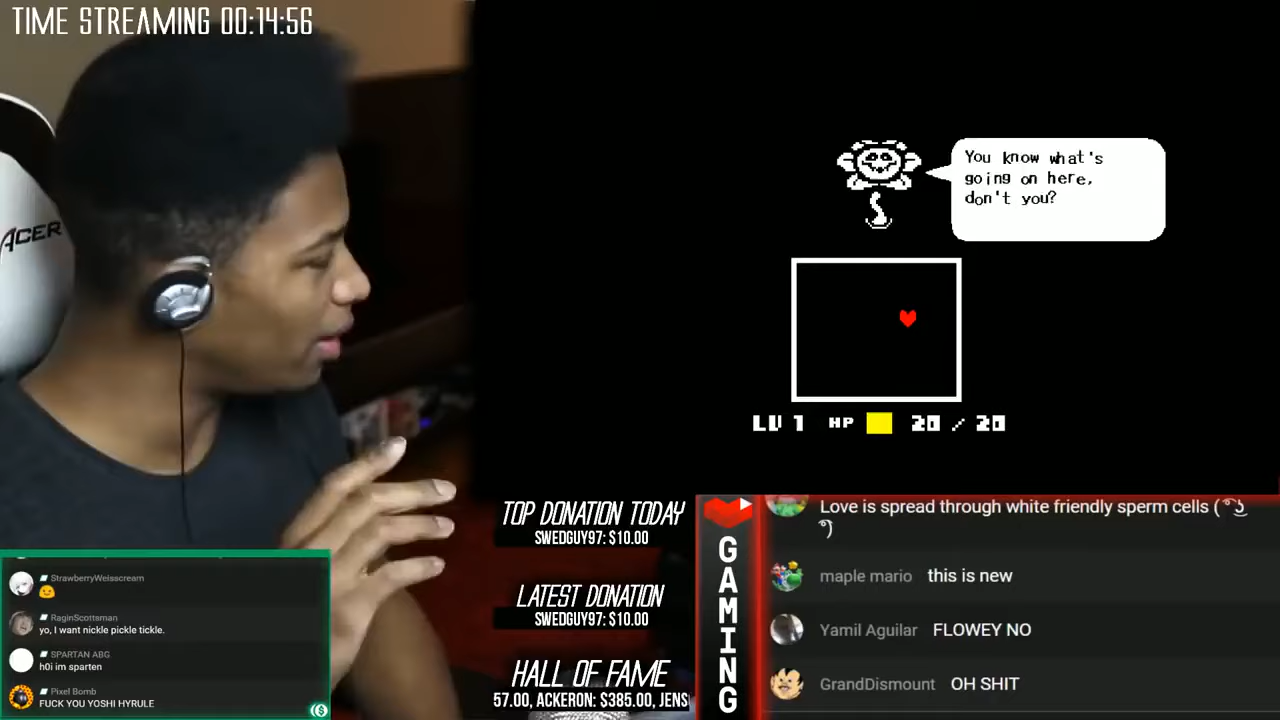 TIME STREAMING 00:14:56
ACER
You know what's
going on here,
don't you?
LV 1 HP 20 / 20
TOP DONATION TODAY
SWEDGUY97: $10.00
LATEST DONATION
SWEDGUY97: $10.00
HALL OF FAME
57.00, ACKERON: $385.00, JENS
GAMING
Love is spread through white friendly sperm cells ( ͡° ͜ʖ
͡°)
maple mario this is new
Yamil Aguilar FLOWEY NO
GrandDismount OH SHIT
StrawberryWeisscream
RaginScottsman
yo, I want nickle pickle tickle.
SPARTAN ABG
h0i im sparten
Pixel Bomb
FUCK YOU YOSHI HYRULE